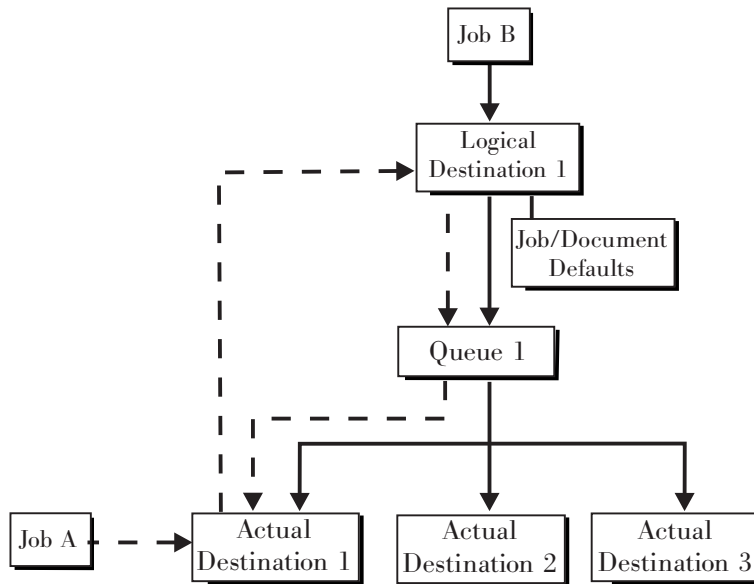 Job B
Logical
Destination 1
Job/Document
Defaults
Queue 1
Job A
Actual
Destination 1
Actual
Destination 2
Actual
Destination 3